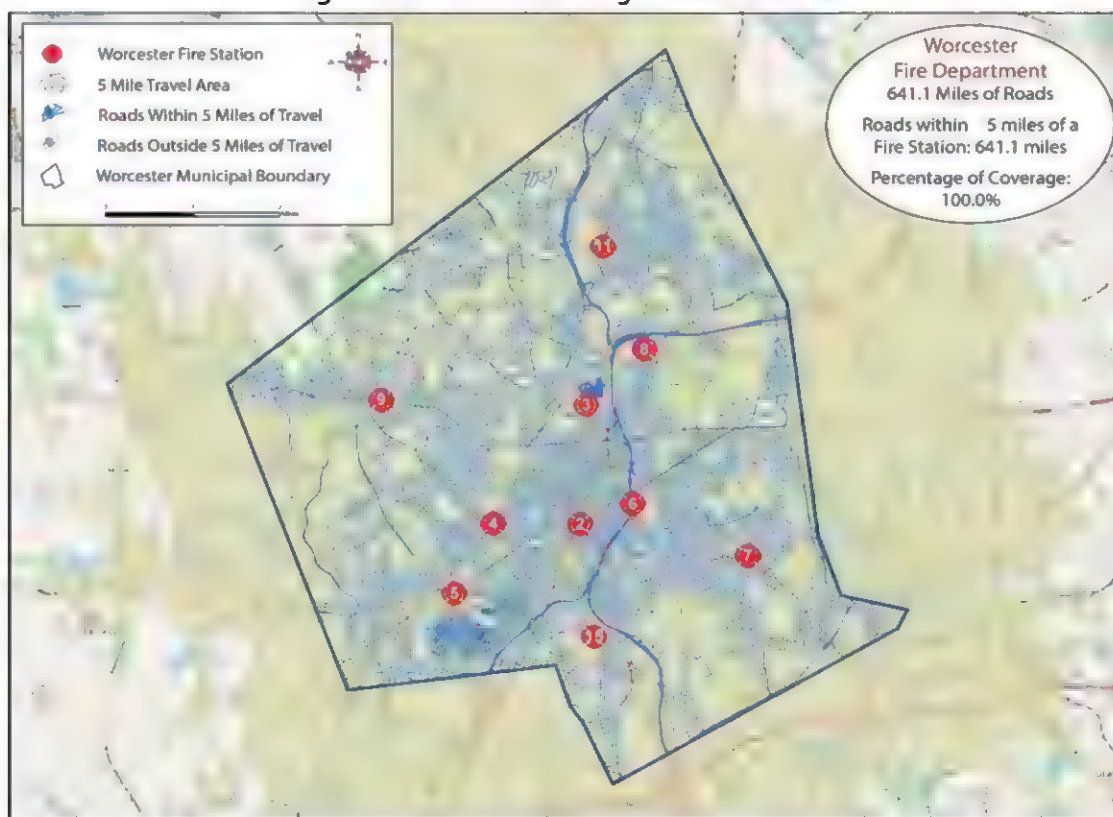 Worcester Fire Station
5 Mile Travel Area
Roads Within 5 Miles of Travel
Roads Outside 5 Miles of Travel
Worcester Municipal Boundary
Worcester
Fire Department
641.1 Miles of Roads
Roads within 5 miles of a
Fire Station: 641.1 miles
Percentage of Coverage:
100.0%
11
8
9
3
6
4
2
7
5